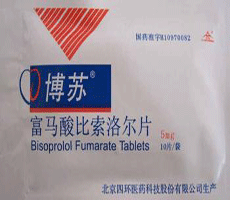 国药准字H10970082
博苏®
富马酸比索洛尔片
Bisoprolol Fumarate Tablets
5mg
10片/袋
北京四环医药科技股份有限公司生产